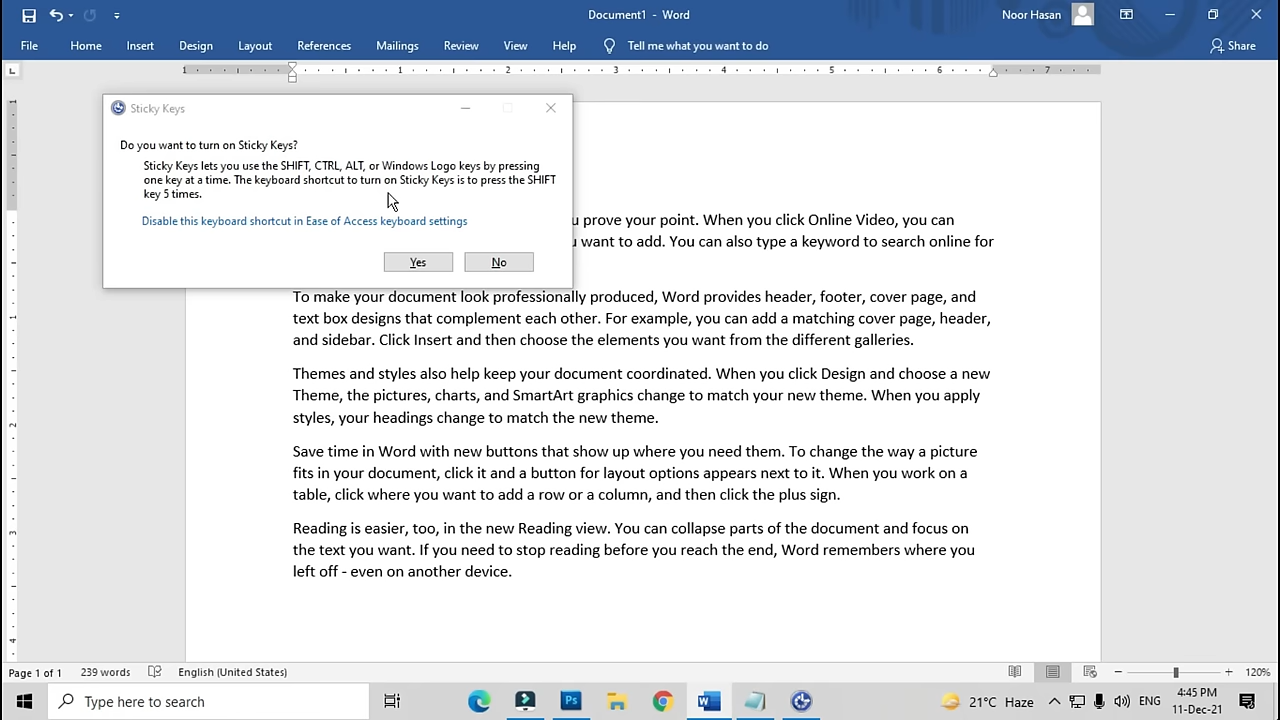 Document1 - Word
Noor Hasan
File Home Insert Design Layout References Mailings Review View Help Tell me what you want to do Share
1 1 2 3 4 5 6 7
Sticky Keys
Do you want to turn on Sticky Keys?
Sticky Keys lets you use the SHIFT, CTRL, ALT, or Windows Logo keys by pressing
one key at a time. The keyboard shortcut to turn on Sticky Keys is to press the SHIFT
key 5 times.
Disable this keyboard shortcut in Ease of Access keyboard settings
Yes No
u prove your point. When you click Online Video, you can
u want to add. You can also type a keyword to search online for
To make your document look professionally produced, Word provides header, footer, cover page, and
text box designs that complement each other. For example, you can add a matching cover page, header,
and sidebar. Click Insert and then choose the elements you want from the different galleries.
Themes and styles also help keep your document coordinated. When you click Design and choose a new
Theme, the pictures, charts, and SmartArt graphics change to match your new theme. When you apply
styles, your headings change to match the new theme.
Save time in Word with new buttons that show up where you need them. To change the way a picture
fits in your document, click it and a button for layout options appears next to it. When you work on a
table, click where you want to add a row or a column, and then click the plus sign.
Reading is easier, too, in the new Reading view. You can collapse parts of the document and focus on
the text you want. If you need to stop reading before you reach the end, Word remembers where you
left off - even on another device.
1
1
2
3
4
Page 1 of 1 239 words English (United States) 120%
Type here to search
Ps
W
21°C Haze
ENG
4:45 PM
11-Dec-21